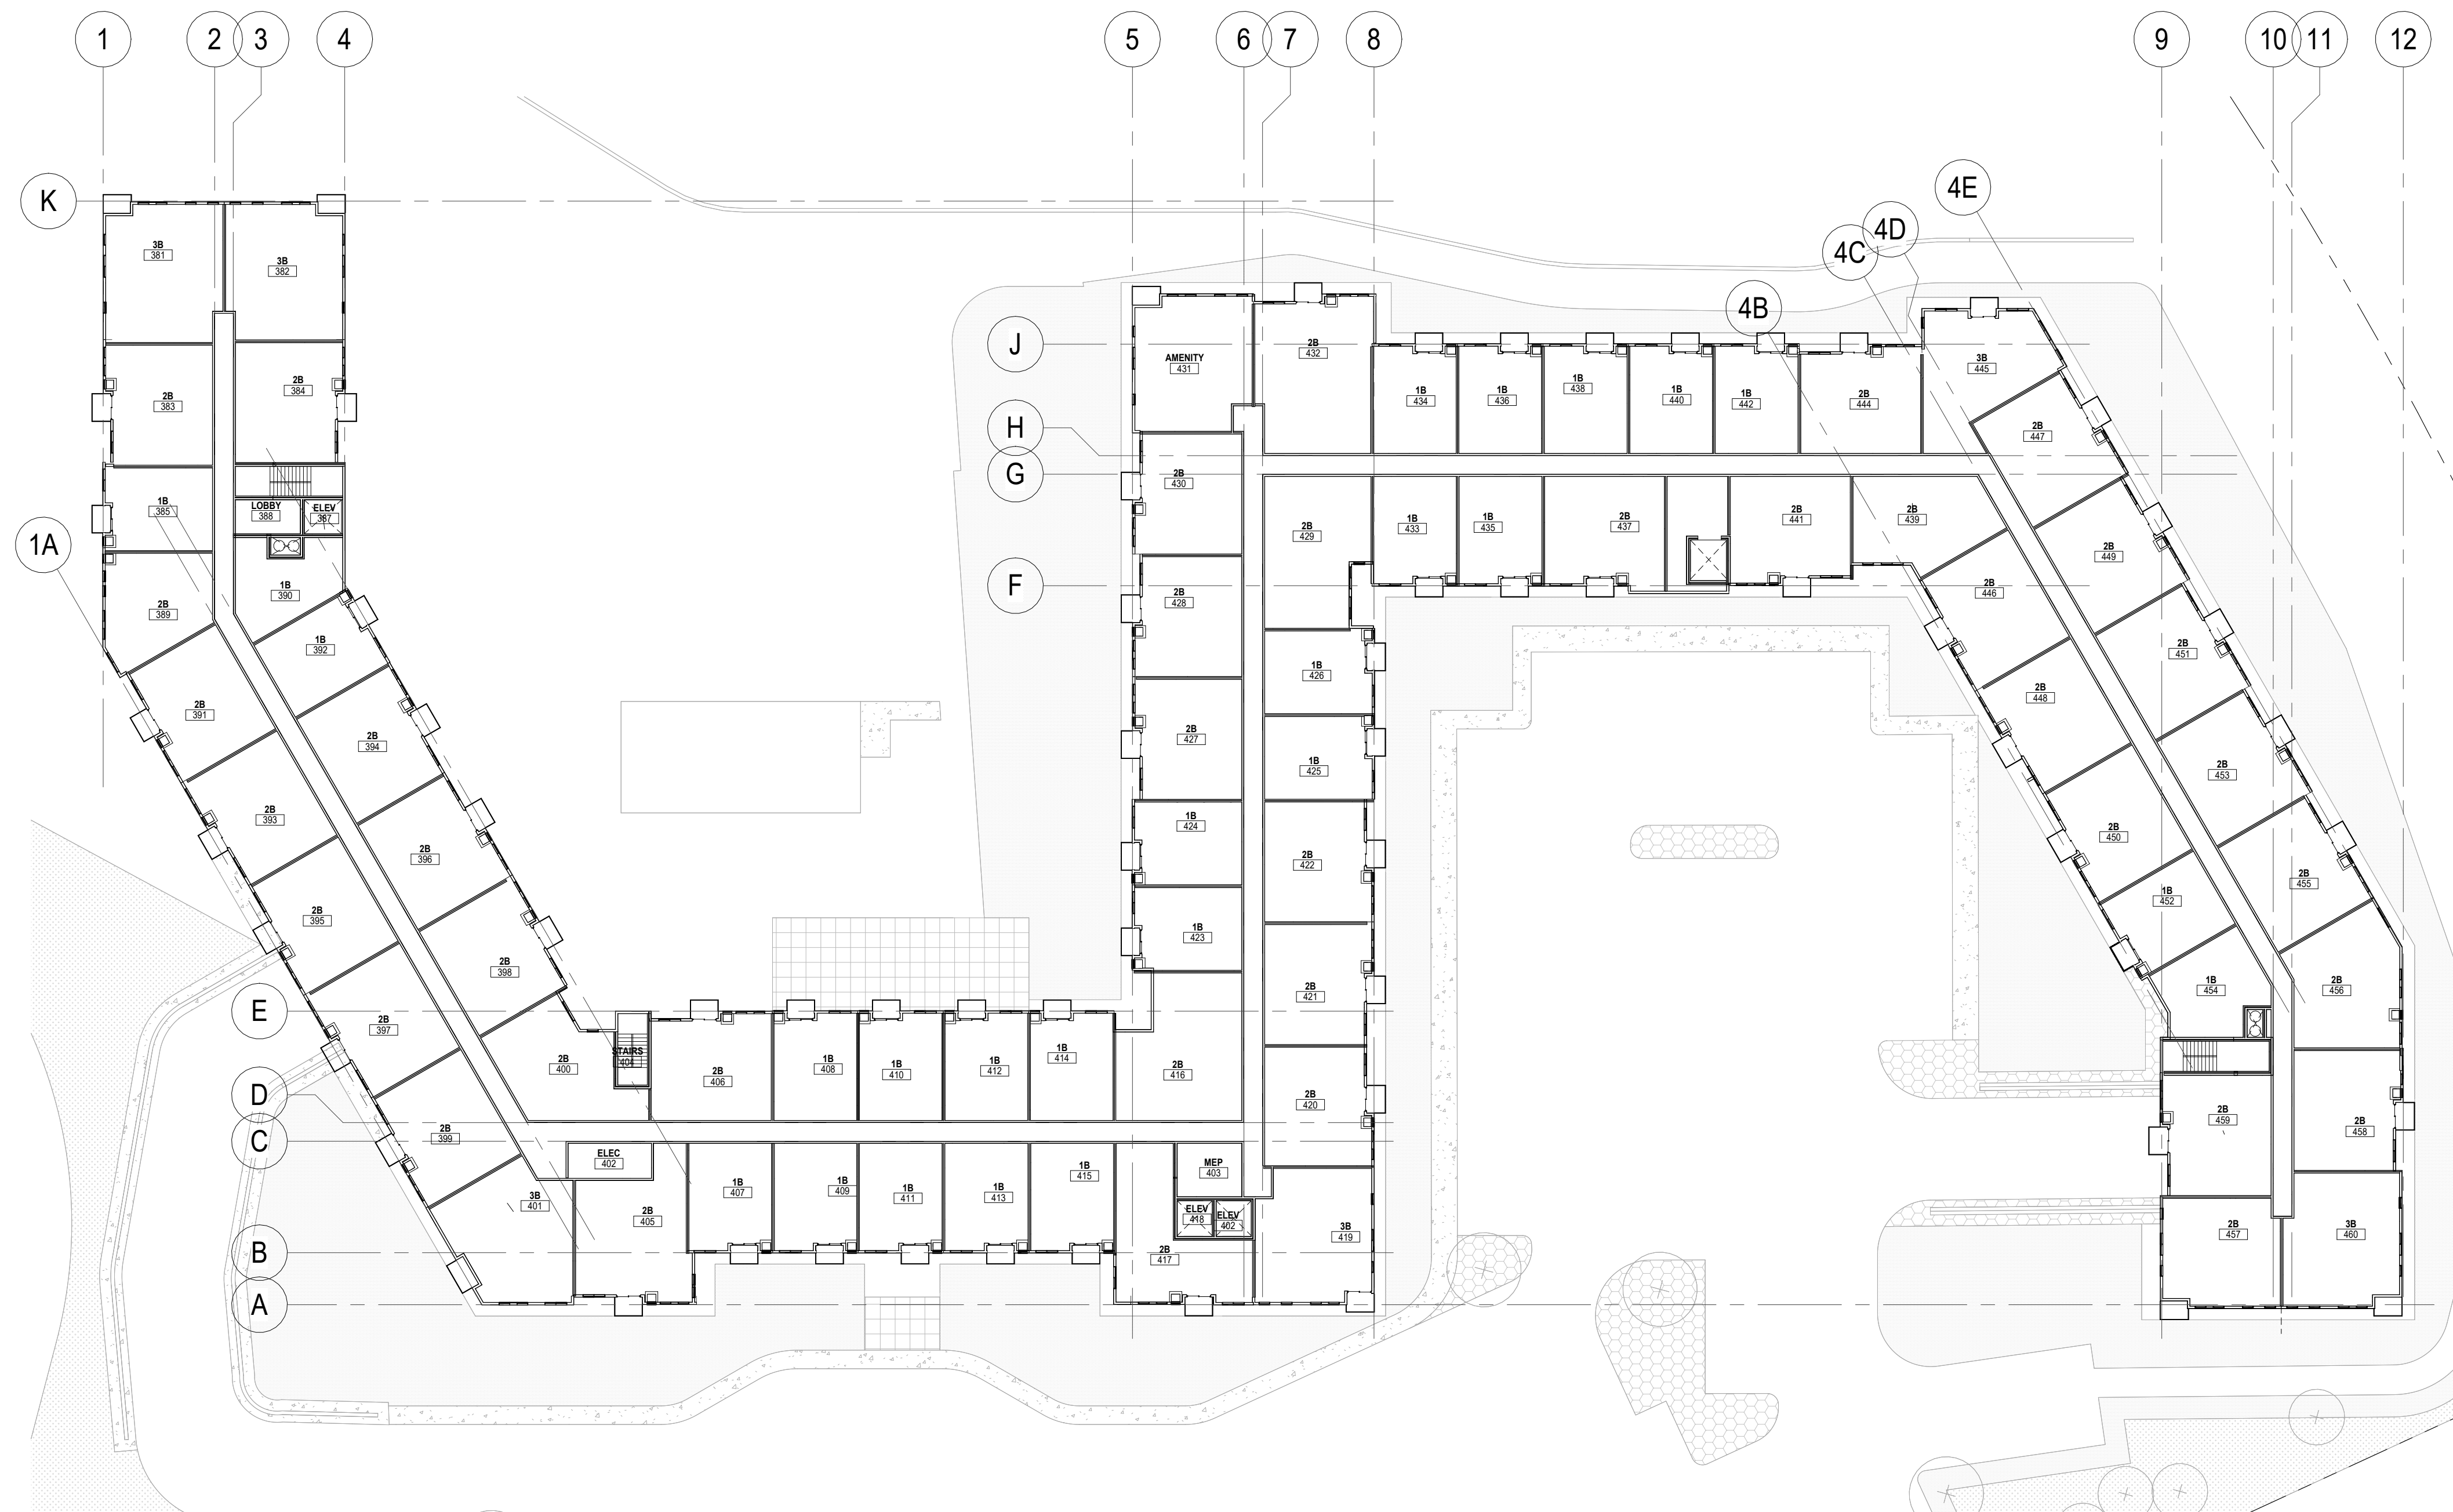 1
2
3
4
5
6
7
8
9
10
11
12
4E
K
4D
4C
3B
381
3B
382
4B
J
AMENITY
431
2B
432
3B
445
2B
383
2B
384
1B
434
1B
436
1B
438
1B
440
1B
442
2B
444
H
2B
447
G
2B
430
1B
385
LOBBY
388
ELEV
387
1A
2B
429
1B
433
1B
435
2B
437
2B
441
2B
439
2B
449
F
2B
389
1B
390
2B
428
2B
446
1B
392
1B
426
2B
451
2B
391
2B
394
2B
427
1B
425
2B
448
2B
453
2B
393
1B
424
2B
396
2B
422
2B
450
2B
455
2B
395
1B
423
1B
452
2B
398
2B
421
1B
454
2B
456
E
2B
397
2B
400
STAIRS
404
2B
406
1B
408
1B
410
1B
412
1B
414
2B
416
D
2B
420
2B
459
2B
458
C
2B
399
ELEC
402
MEP
403
1B
407
1B
409
1B
411
1B
413
1B
415
3B
401
2B
405
ELEV
418
ELEV
402
3B
419
2B
457
3B
460
B
2B
417
A